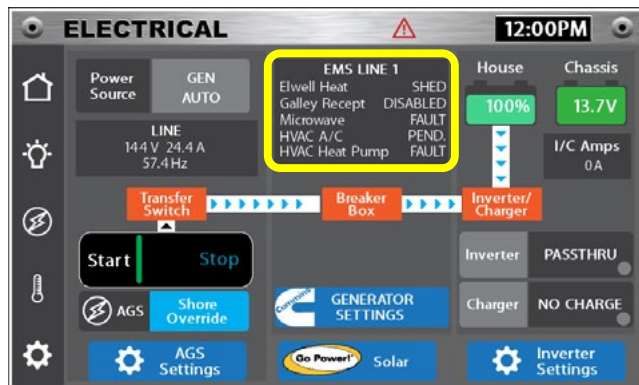 ELECTRICAL
12:00PM
Power Source
GEN AUTO
LINE
144 V 24.4 A
57.4 Hz
EMS LINE 1
Elwell Heat SHED
Galley Recept DISABLED
Microwave FAULT
HVAC A/C PEND.
HVAC Heat Pump FAULT
House
100%
Chassis
13.7V
I/C Amps
0 A
Transfer
Switch
Breaker
Box
Inverter/
Charger
Start Stop
AGS
Shore
Override
Cummins
GENERATOR
SETTINGS
Inverter PASSTHRU
Charger NO CHARGE
AGS
Settings
Go Power!
Solar
Inverter
Settings